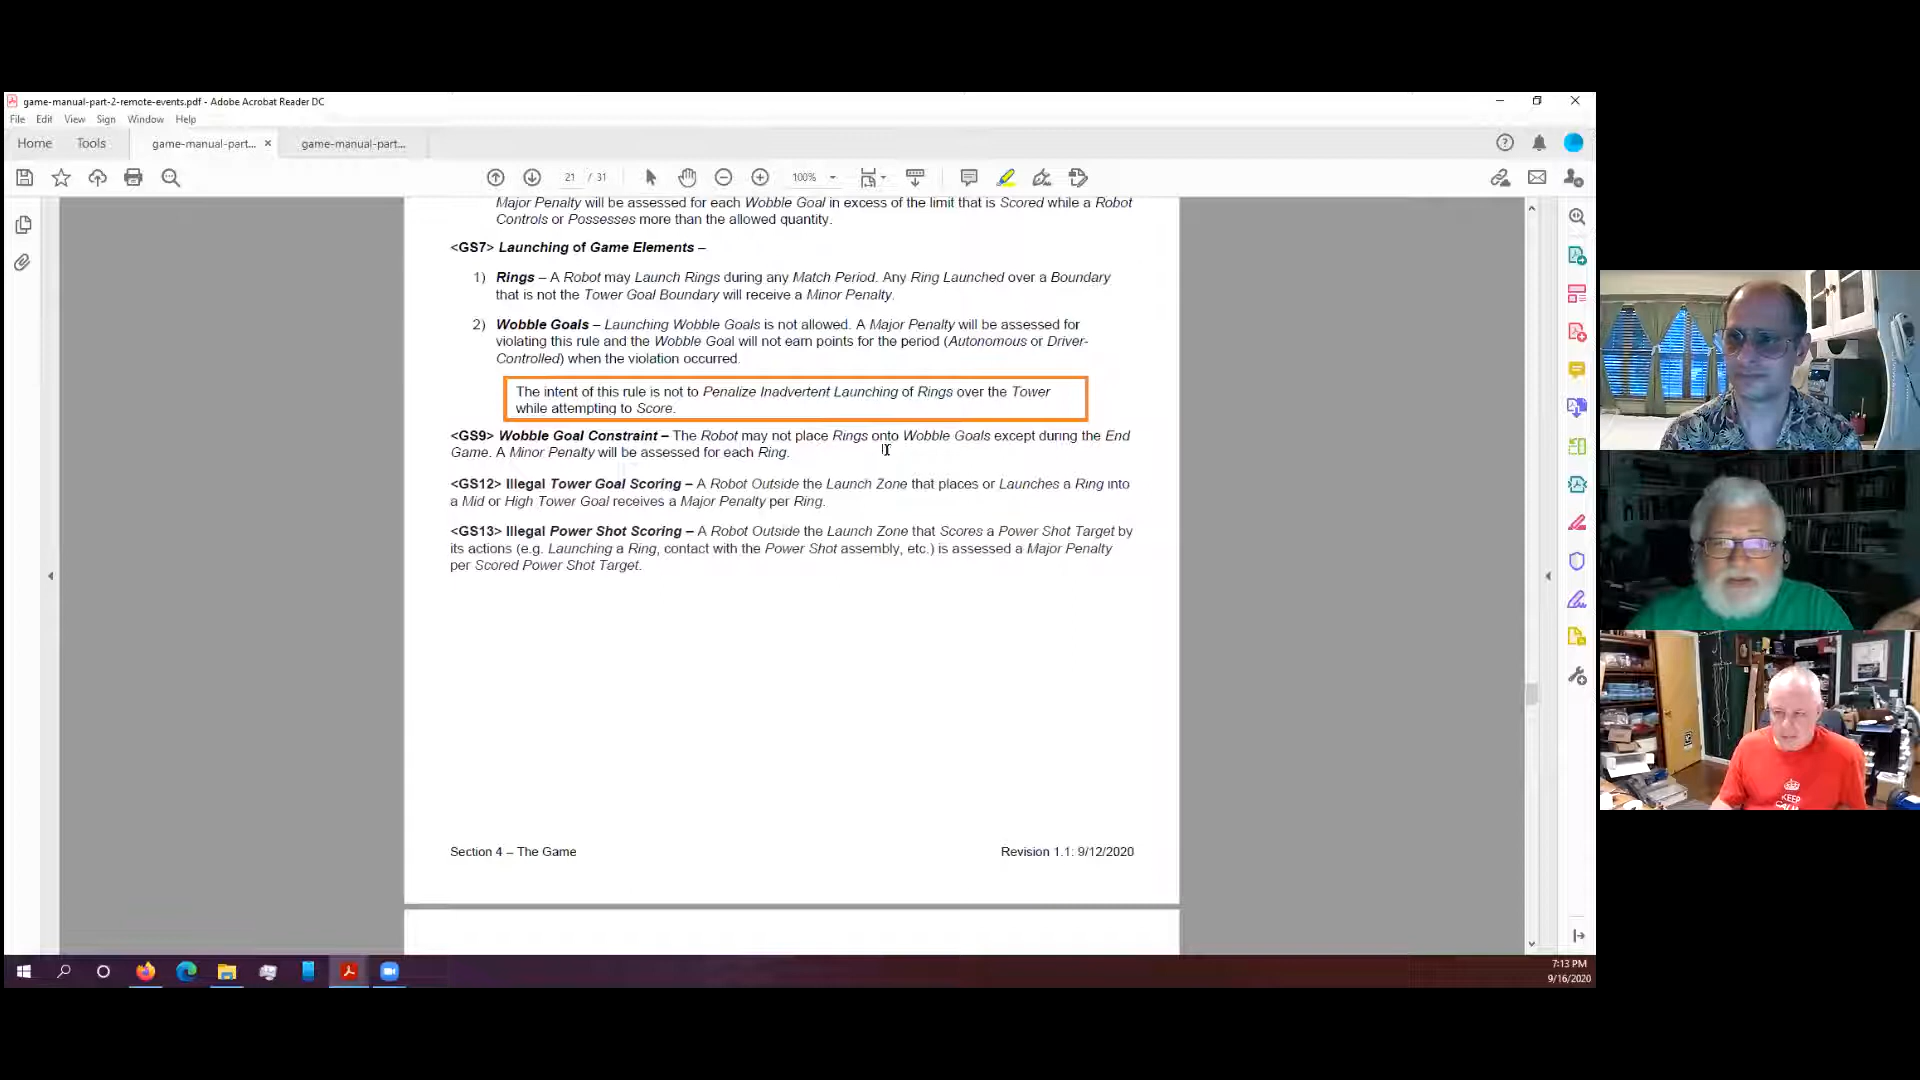 game-manual-part-2-remote-events.pdf - Adobe Acrobat Reader DC
File Edit View Sign Window Help
Home Tools game-manual-part... × game-manual-part...
21 / 31 100%
Major Penalty will be assessed for each Wobble Goal in excess of the limit that is Scored while a Robot
Controls or Possesses more than the allowed quantity.
<GS7> Launching of Game Elements –
1) Rings – A Robot may Launch Rings during any Match Period. Any Ring Launched over a Boundary
that is not the Tower Goal Boundary will receive a Minor Penalty.
2) Wobble Goals – Launching Wobble Goals is not allowed. A Major Penalty will be assessed for
violating this rule and the Wobble Goal will not earn points for the period (Autonomous or Driver-
Controlled) when the violation occurred.
The intent of this rule is not to Penalize Inadvertent Launching of Rings over the Tower
while attempting to Score.
<GS9> Wobble Goal Constraint – The Robot may not place Rings onto Wobble Goals except during the End
Game. A Minor Penalty will be assessed for each Ring.
<GS12> Illegal Tower Goal Scoring – A Robot Outside the Launch Zone that places or Launches a Ring into
a Mid or High Tower Goal receives a Major Penalty per Ring.
<GS13> Illegal Power Shot Scoring – A Robot Outside the Launch Zone that Scores a Power Shot Target by
its actions (e.g. Launching a Ring, contact with the Power Shot assembly, etc.) is assessed a Major Penalty
per Scored Power Shot Target.
Section 4 – The Game Revision 1.1: 9/12/2020
KEEP
CALM
7:13 PM
9/16/2020